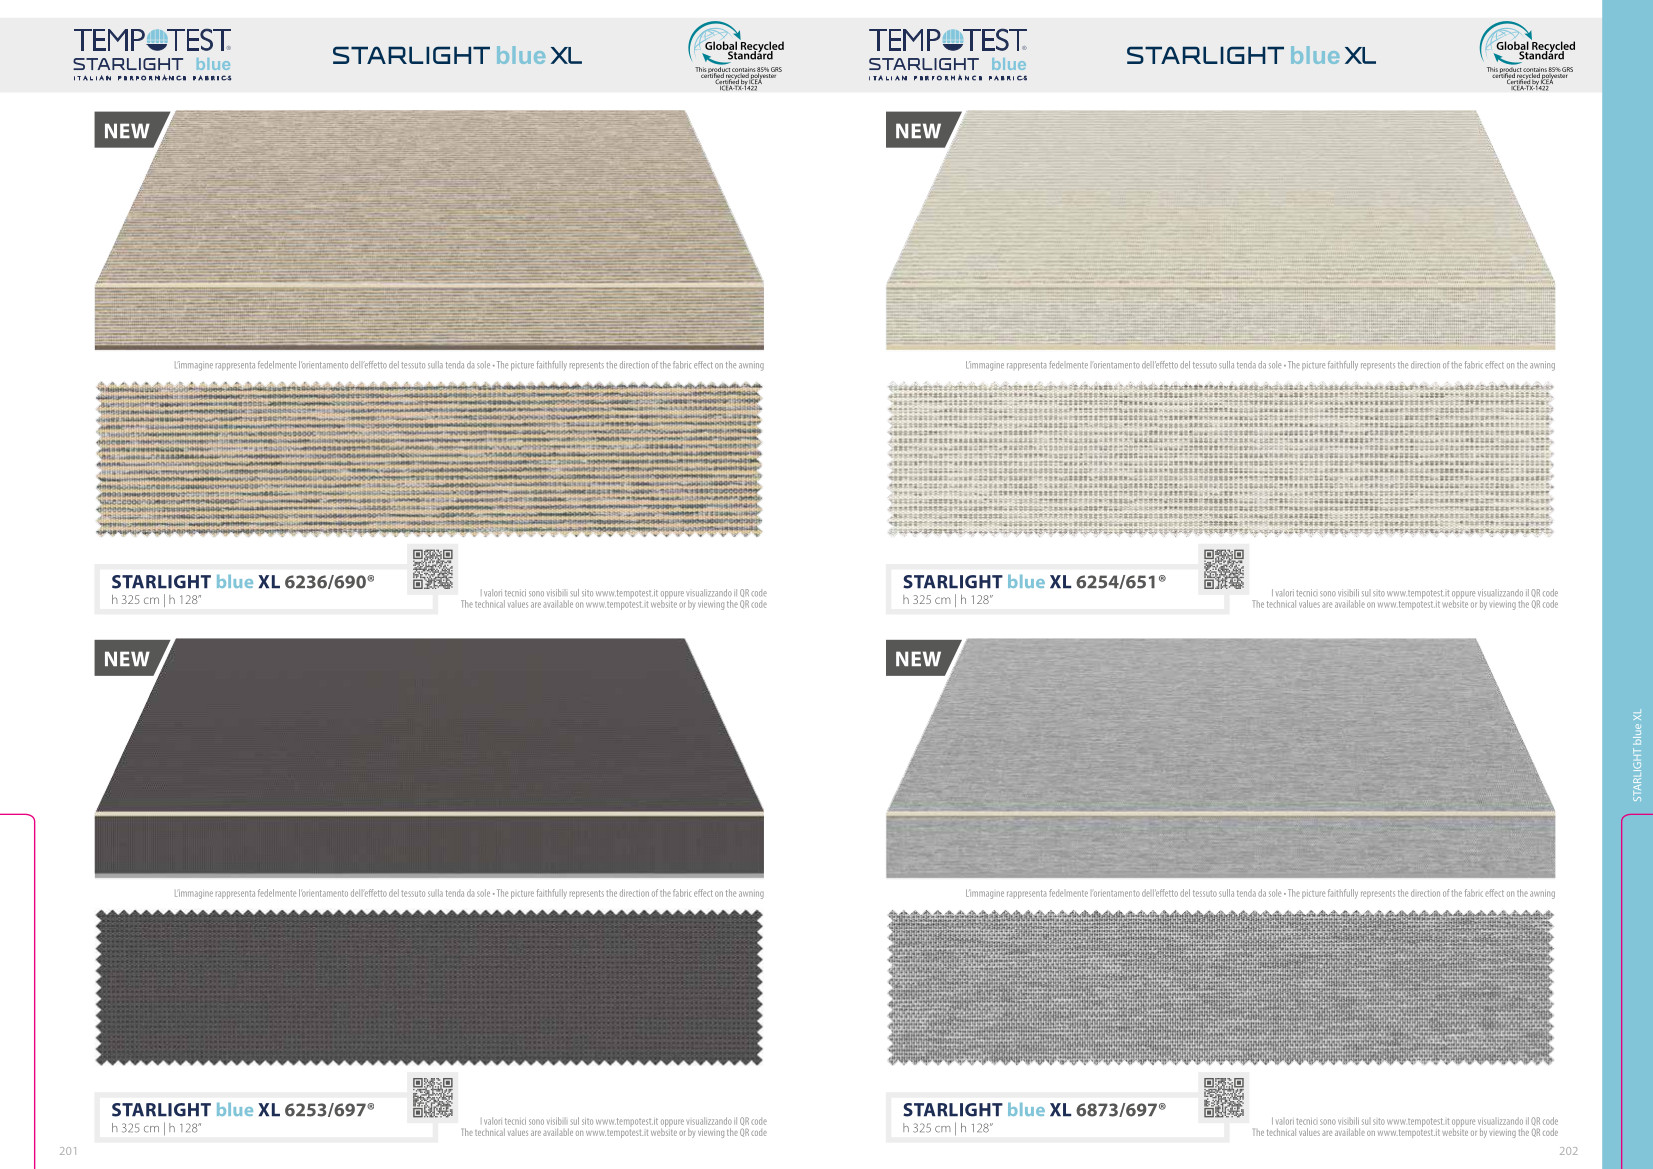 TEMPOTEST®
STARLIGHT blue
ITALIAN PERFORMANCE FABRICS
STARLIGHT blue XL
Global Recycled
Standard
This product contains 85% GRS
certified recycled polyester
Certified by ICEA
ICEA-TX-1422
NEW
L'immagine rappresenta fedelmente l'orientamento dell'effetto del tessuto sulla tenda da sole • The picture faithfully represents the direction of the fabric effect on the awning
STARLIGHT blue XL 6236/690®
h 325 cm | h 128"
I valori tecnici sono visibili sul sito www.tempotest.it oppure visualizzando il QR code
The technical values are available on www.tempotest.it website or by viewing the QR code
NEW
L'immagine rappresenta fedelmente l'orientamento dell'effetto del tessuto sulla tenda da sole • The picture faithfully represents the direction of the fabric effect on the awning
STARLIGHT blue XL 6253/697®
h 325 cm | h 128"
I valori tecnici sono visibili sul sito www.tempotest.it oppure visualizzando il QR code
The technical values are available on www.tempotest.it website or by viewing the QR code
201
TEMPOTEST®
STARLIGHT blue
ITALIAN PERFORMANCE FABRICS
STARLIGHT blue XL
Global Recycled
Standard
This product contains 85% GRS
certified recycled polyester
Certified by ICEA
ICEA-TX-1422
NEW
L'immagine rappresenta fedelmente l'orientamento dell'effetto del tessuto sulla tenda da sole • The picture faithfully represents the direction of the fabric effect on the awning
STARLIGHT blue XL 6254/651®
h 325 cm | h 128"
I valori tecnici sono visibili sul sito www.tempotest.it oppure visualizzando il QR code
The technical values are available on www.tempotest.it website or by viewing the QR code
NEW
L'immagine rappresenta fedelmente l'orientamento dell'effetto del tessuto sulla tenda da sole • The picture faithfully represents the direction of the fabric effect on the awning
STARLIGHT blue XL 6873/697®
h 325 cm | h 128"
I valori tecnici sono visibili sul sito www.tempotest.it oppure visualizzando il QR code
The technical values are available on www.tempotest.it website or by viewing the QR code
202
STARLIGHT blue XL